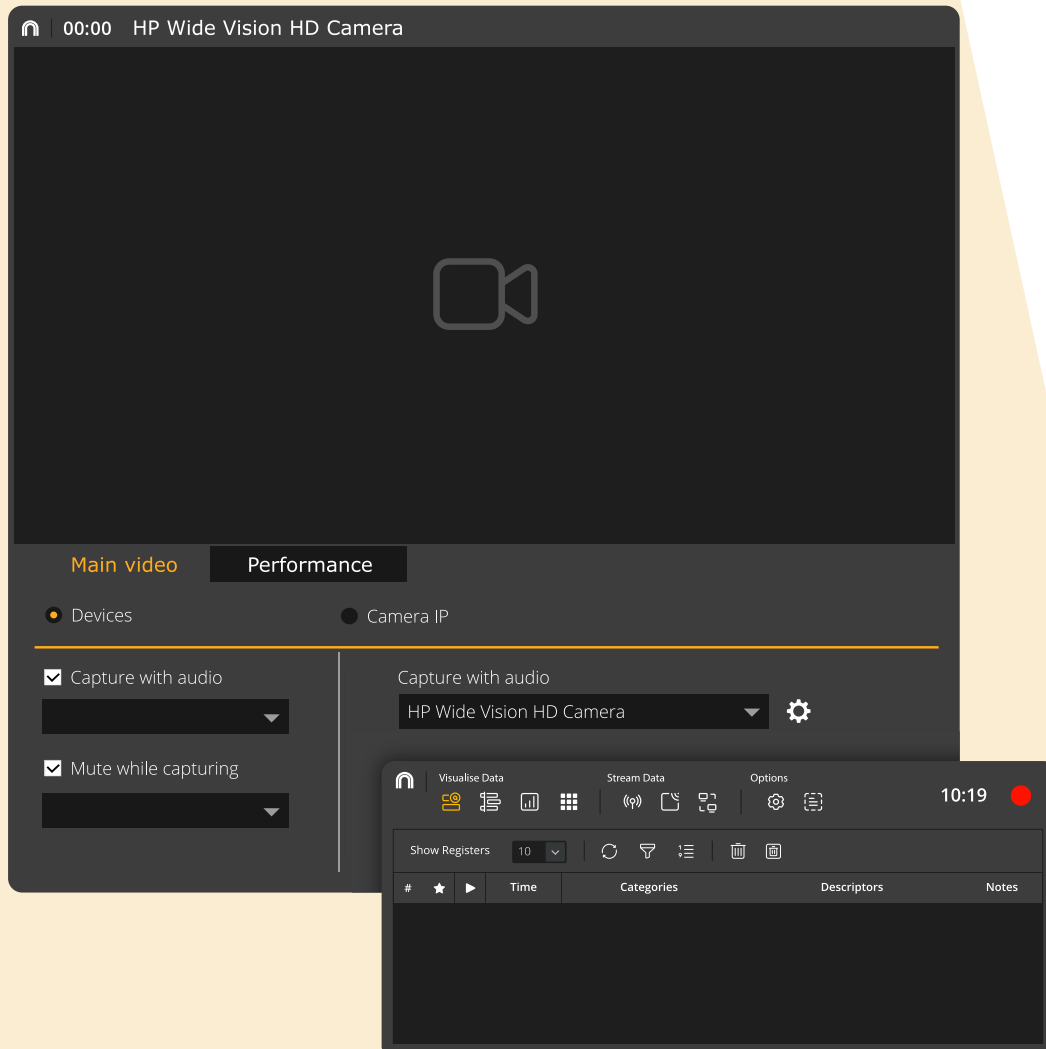 00:00 HP Wide Vision HD Camera
Main video Performance
Devices Camera IP
Capture with audio
Capture with audio
HP Wide Vision HD Camera
Mute while capturing
Visualise Data Stream Data Options
10:19
Show Registers 10
# Time Categories Descriptors Notes